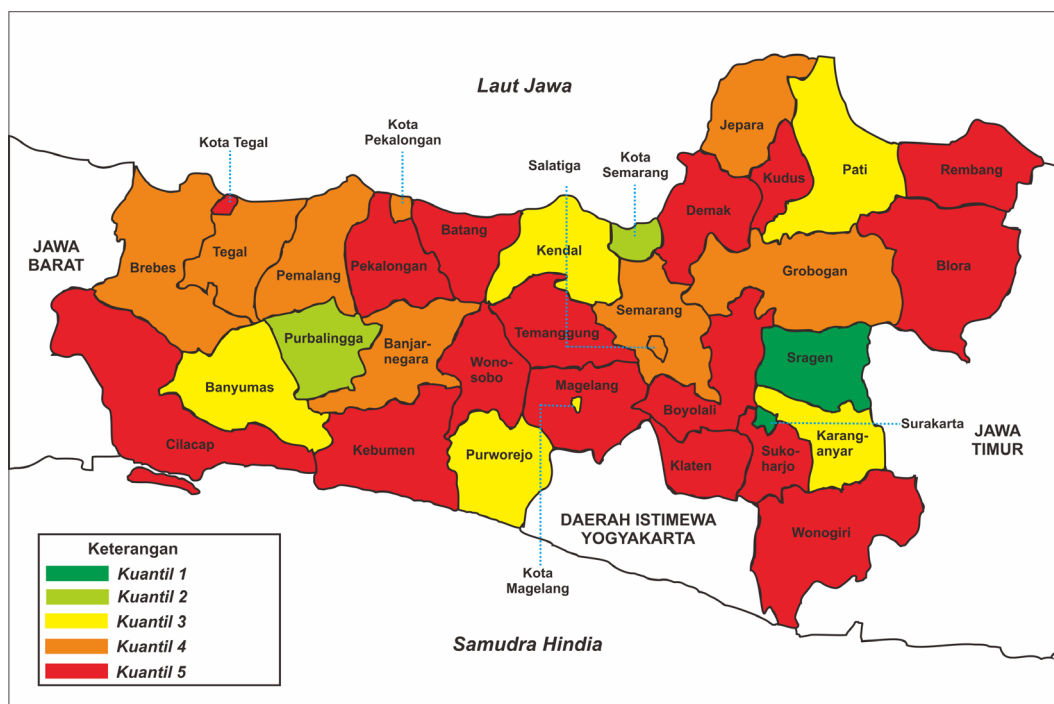 Laut Jawa
Kota Tegal
Kota
Pekalongan
Salatiga
Kota
Semarang
Jepara
Kudus
Pati
Rembang
Demak
JAWA
BARAT
Brebes
Tegal
Pemalang
Pekalongan
Batang
Kendal
Grobogan
Blora
Purbalingga
Banjar-
negara
Wono-
sobo
Temanggung
Semarang
Sragen
Banyumas
Magelang
Boyolali
Surakarta
Cilacap
Kebumen
Purworejo
Klaten
Suko-
harjo
Karang-
anyar
JAWA
TIMUR
DAERAH ISTIMEWA
YOGYAKARTA
Wonogiri
Kota
Magelang
Samudra Hindia
Keterangan
Kuantil 1
Kuantil 2
Kuantil 3
Kuantil 4
Kuantil 5